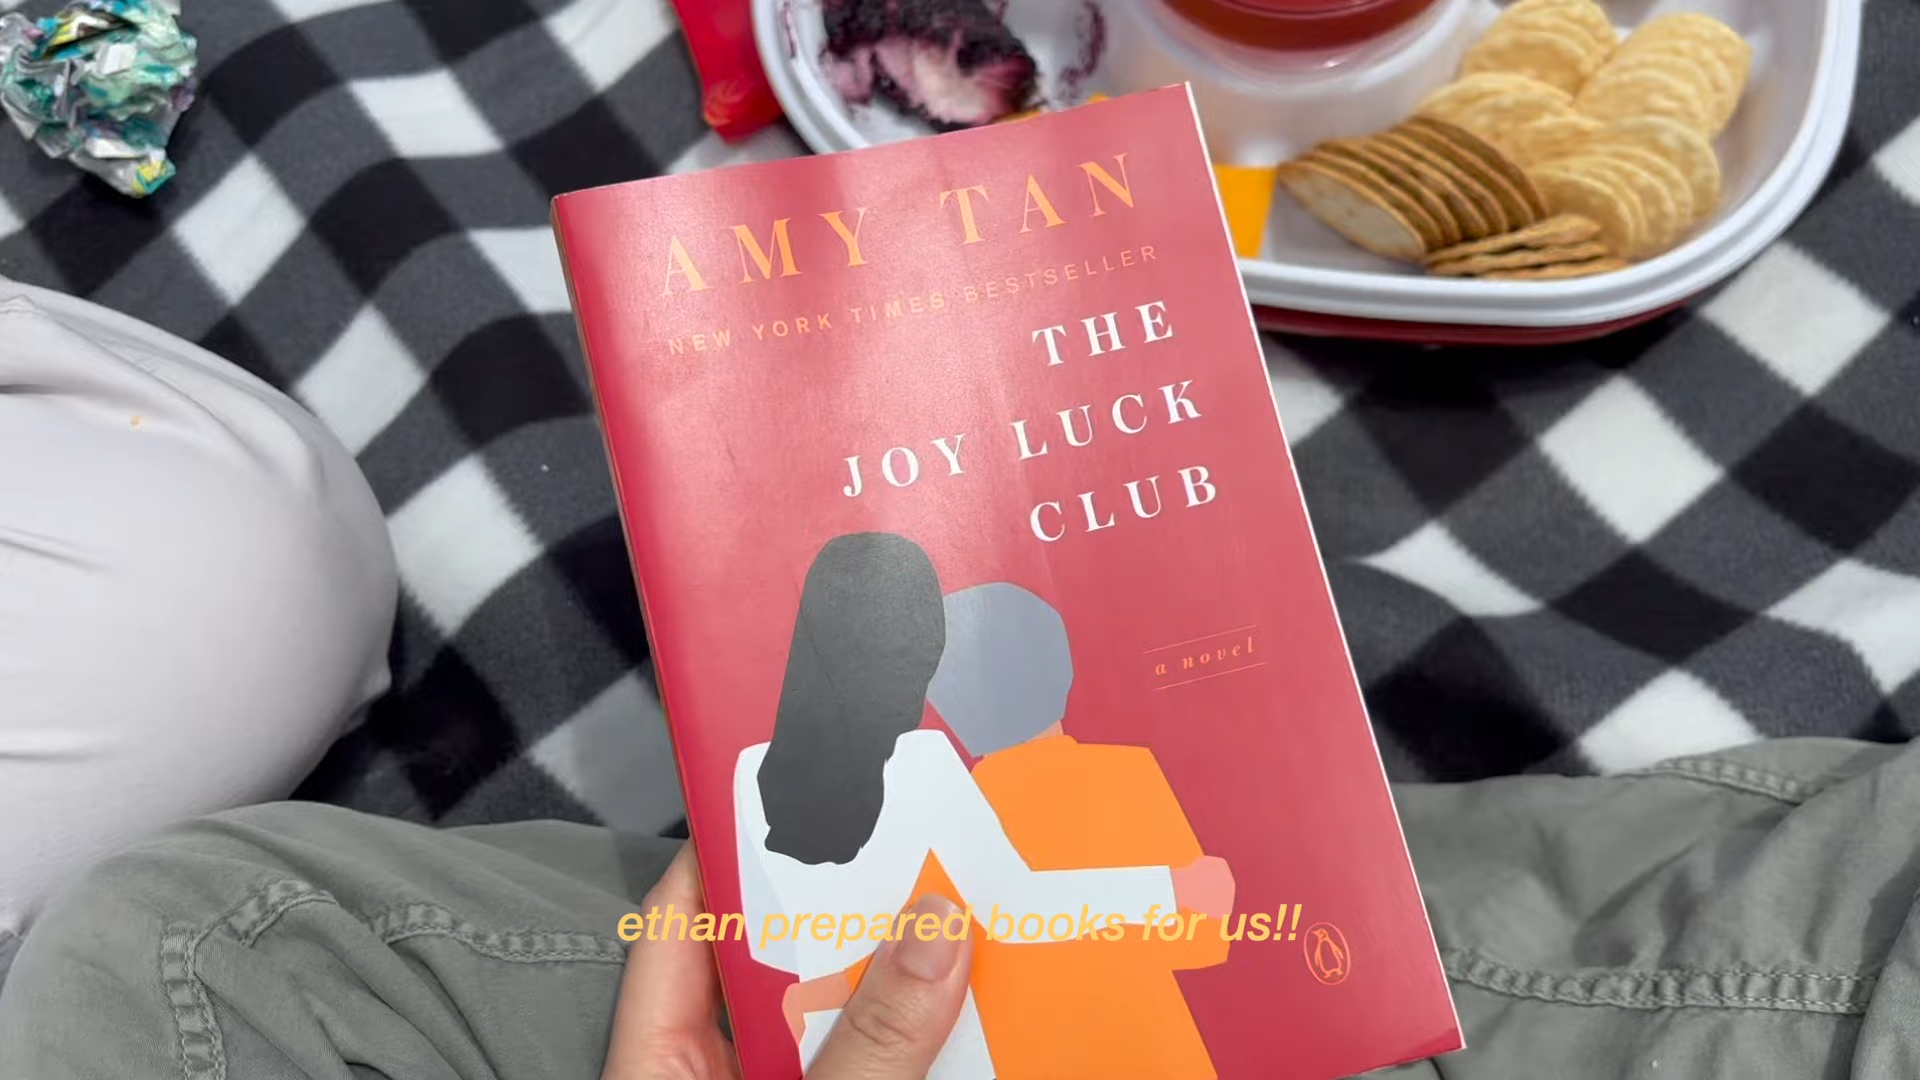 AMY TAN
NEW YORK TIMES BESTSELLER
THE
JOY LUCK
CLUB
a novel
ethan prepared books for us!!